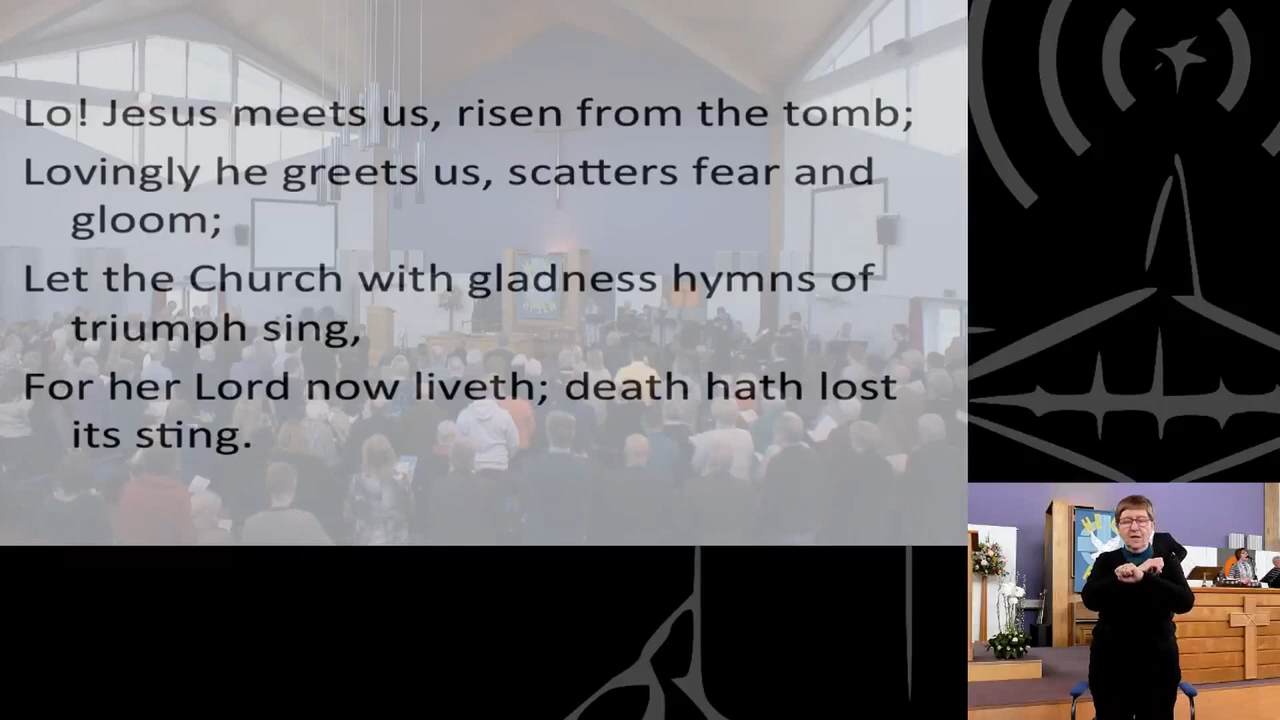 Lo! Jesus meets us, risen from the tomb;
Lovingly he greets us, scatters fear and
gloom;
Let the Church with gladness hymns of
triumph sing,
For her Lord now liveth; death hath lost
its sting.